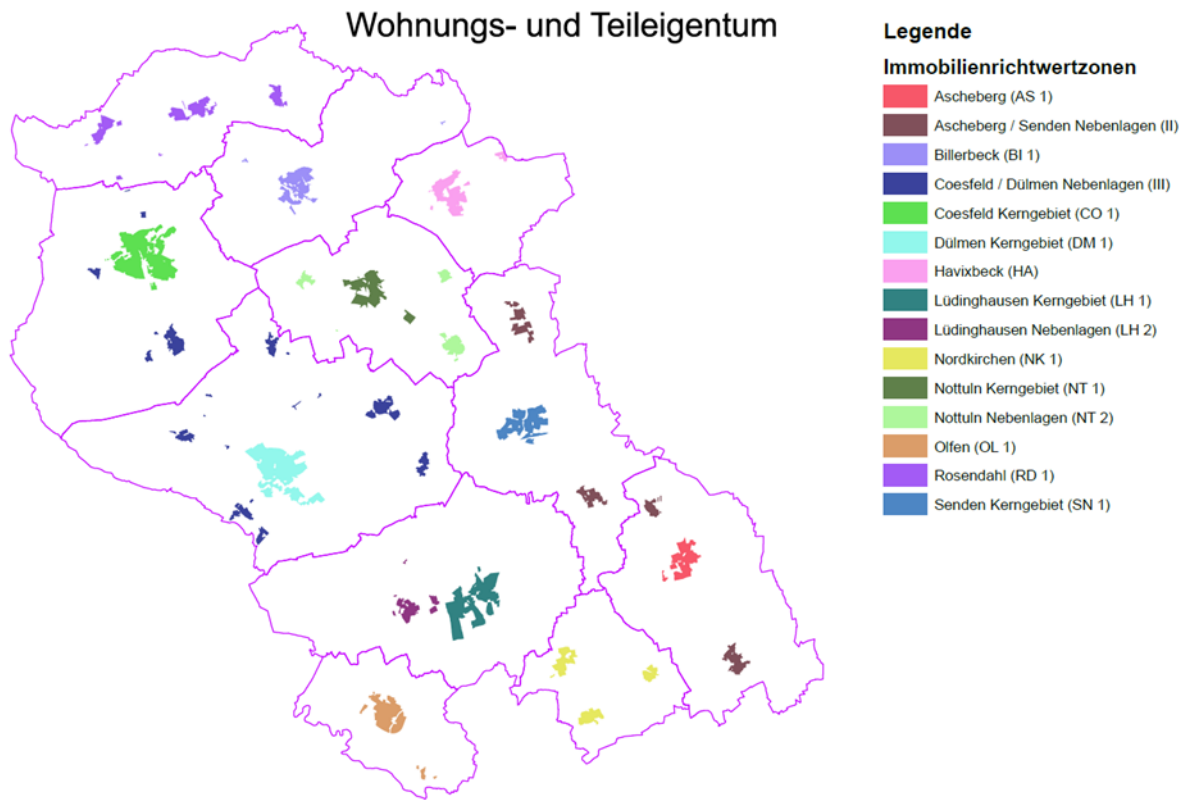 Wohnungs- und Teileigentum
Legende
Immobilienrichtwertzonen
Ascheberg (AS 1)
Ascheberg / Senden Nebenlagen (II)
Billerbeck (BI 1)
Coesfeld / Dülmen Nebenlagen (III)
Coesfeld Kerngebiet (CO 1)
Dülmen Kerngebiet (DM 1)
Havixbeck (HA)
Lüdinghausen Kerngebiet (LH 1)
Lüdinghausen Nebenlagen (LH 2)
Nordkirchen (NK 1)
Nottuln Kerngebiet (NT 1)
Nottuln Nebenlagen (NT 2)
Olfen (OL 1)
Rosendahl (RD 1)
Senden Kerngebiet (SN 1)